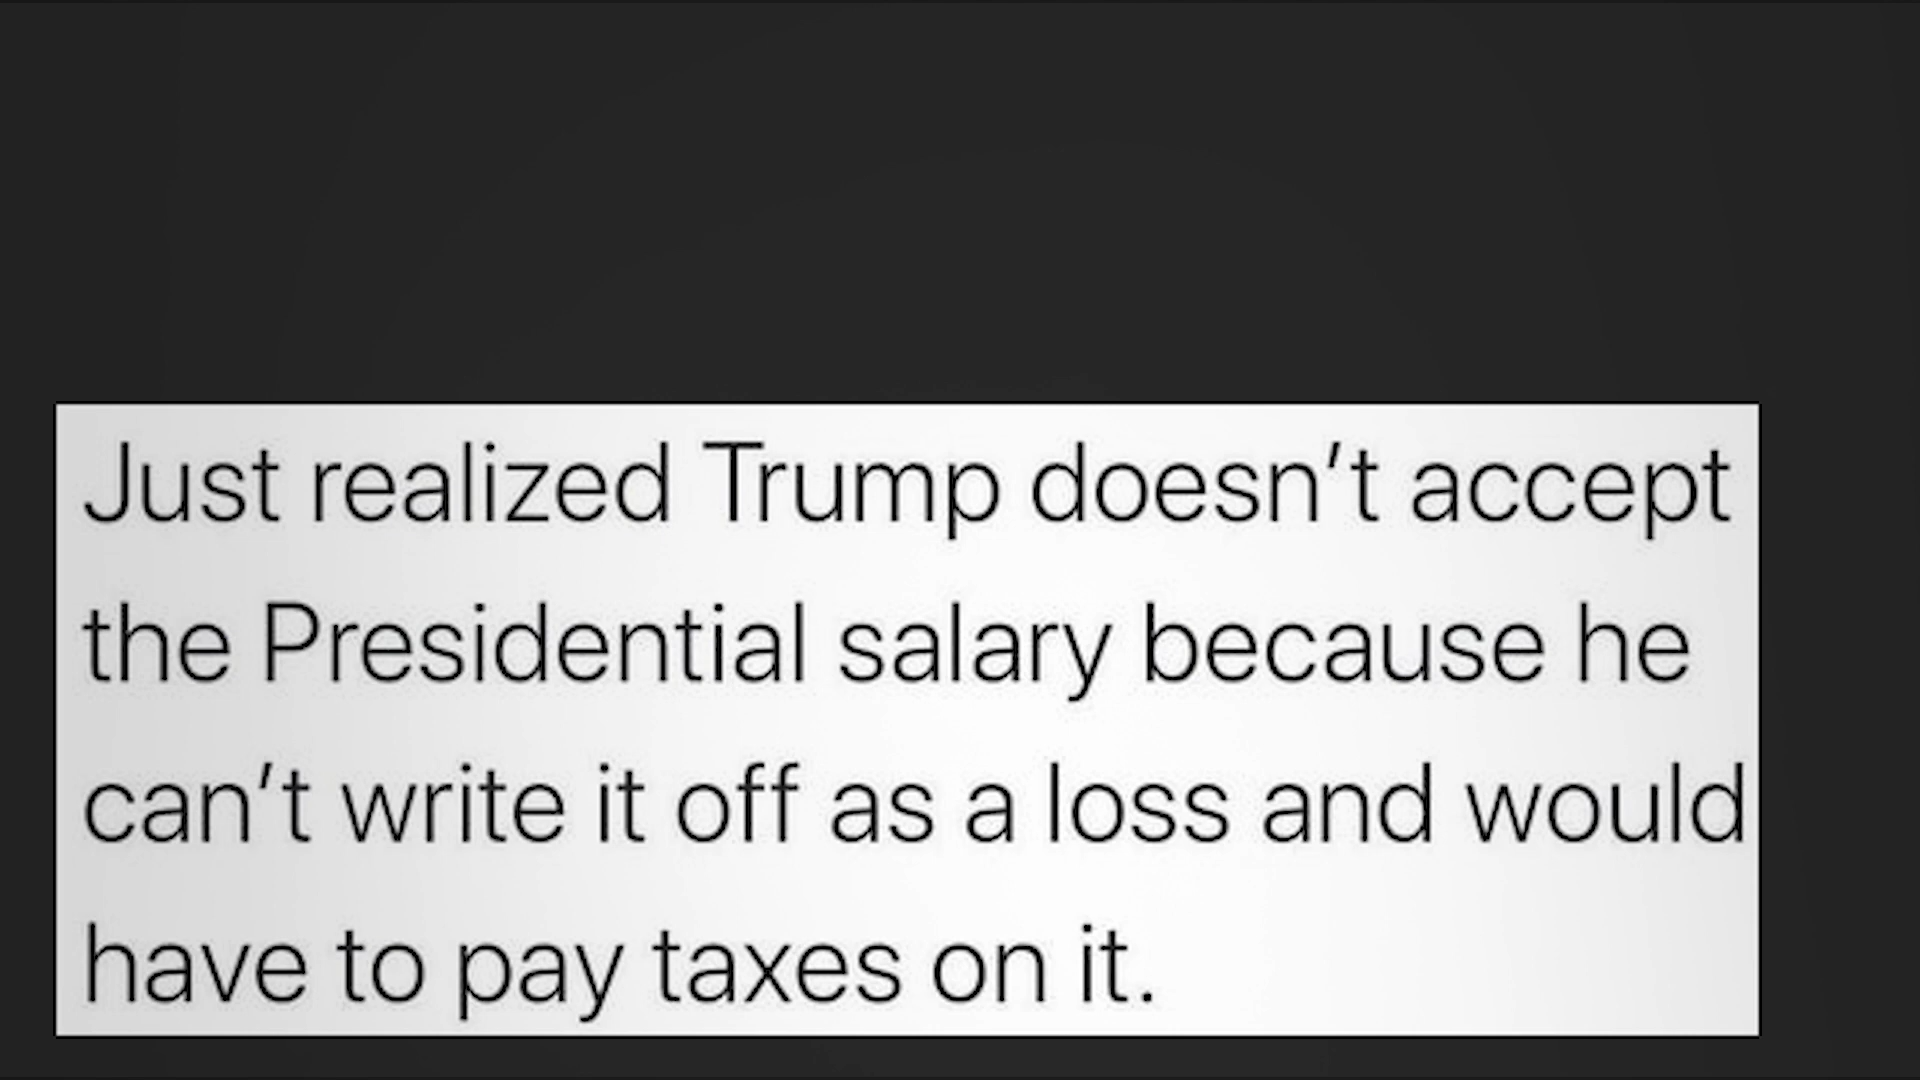 Just realized Trump doesn’t accept
the Presidential salary because he
can’t write it off as a loss and would
have to pay taxes on it.